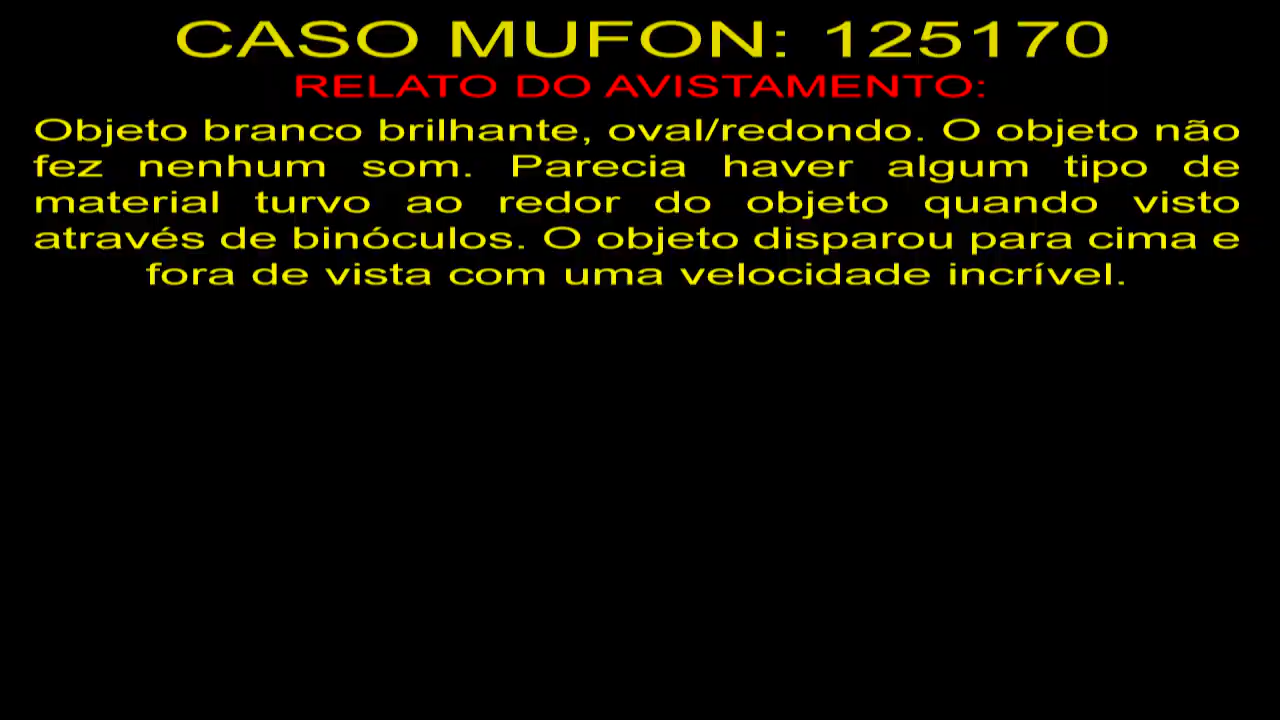 CASO MUFON: 125170
RELATO DO AVISTAMENTO:
Objeto branco brilhante, oval/redondo. O objeto não
fez nenhum som. Parecia haver algum tipo de
material turvo ao redor do objeto quando visto
através de binóculos. O objeto disparou para cima e
fora de vista com uma velocidade incrível.